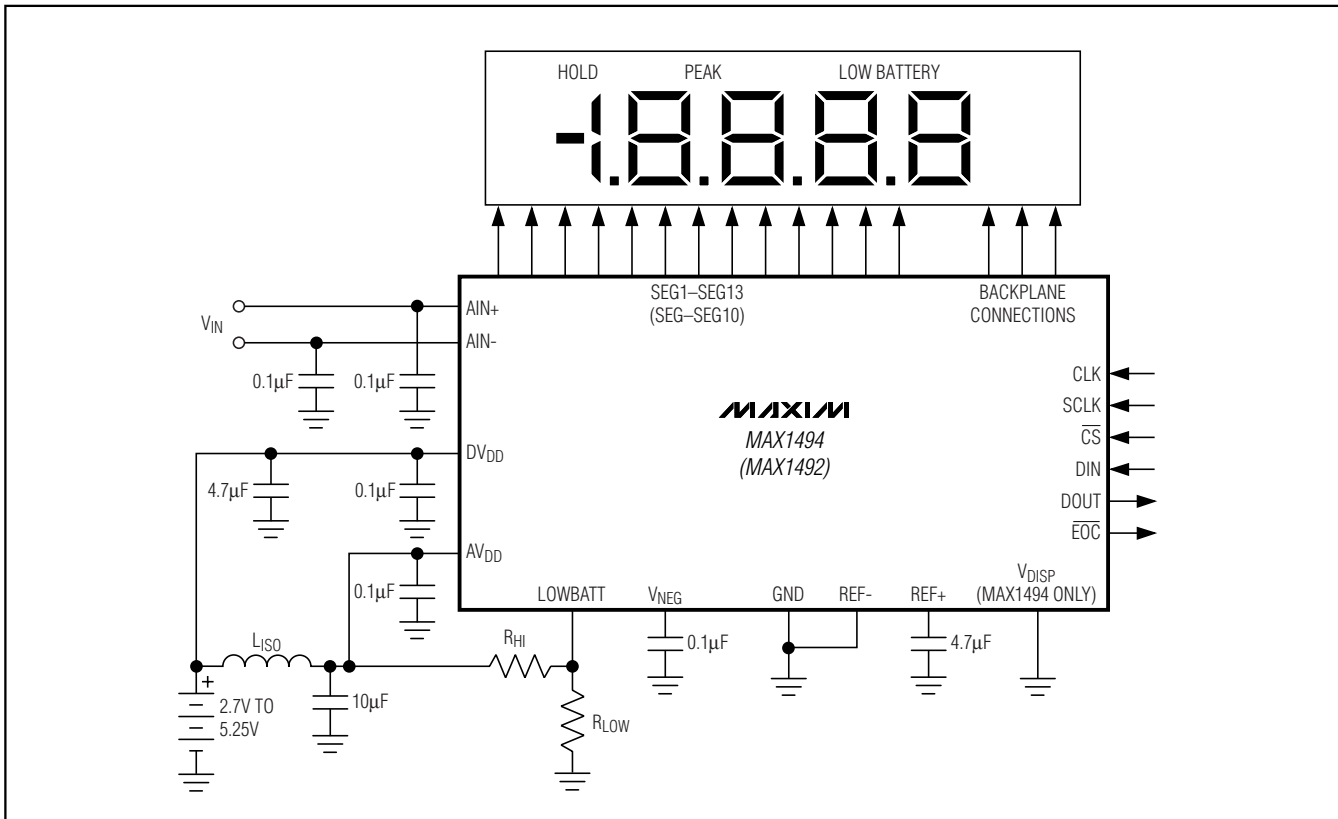 HOLD PEAK LOW BATTERY
-1.8.8.8.8
SEG1–SEG13
(SEG–SEG10)
BACKPLANE
CONNECTIONS
VIN
AIN+
AIN-
0.1μF 0.1μF
CLK
SCLK
CS
DIN
DOUT
EOC
MAXIM
MAX1494
(MAX1492)
DVDD
4.7μF 0.1μF
AVDD
0.1μF
LOWBATT VNEG GND REF- REF+ VDISP
(MAX1494 ONLY)
LISO
RHI
0.1μF
4.7μF
+
2.7V TO
5.25V
10μF
RLOW